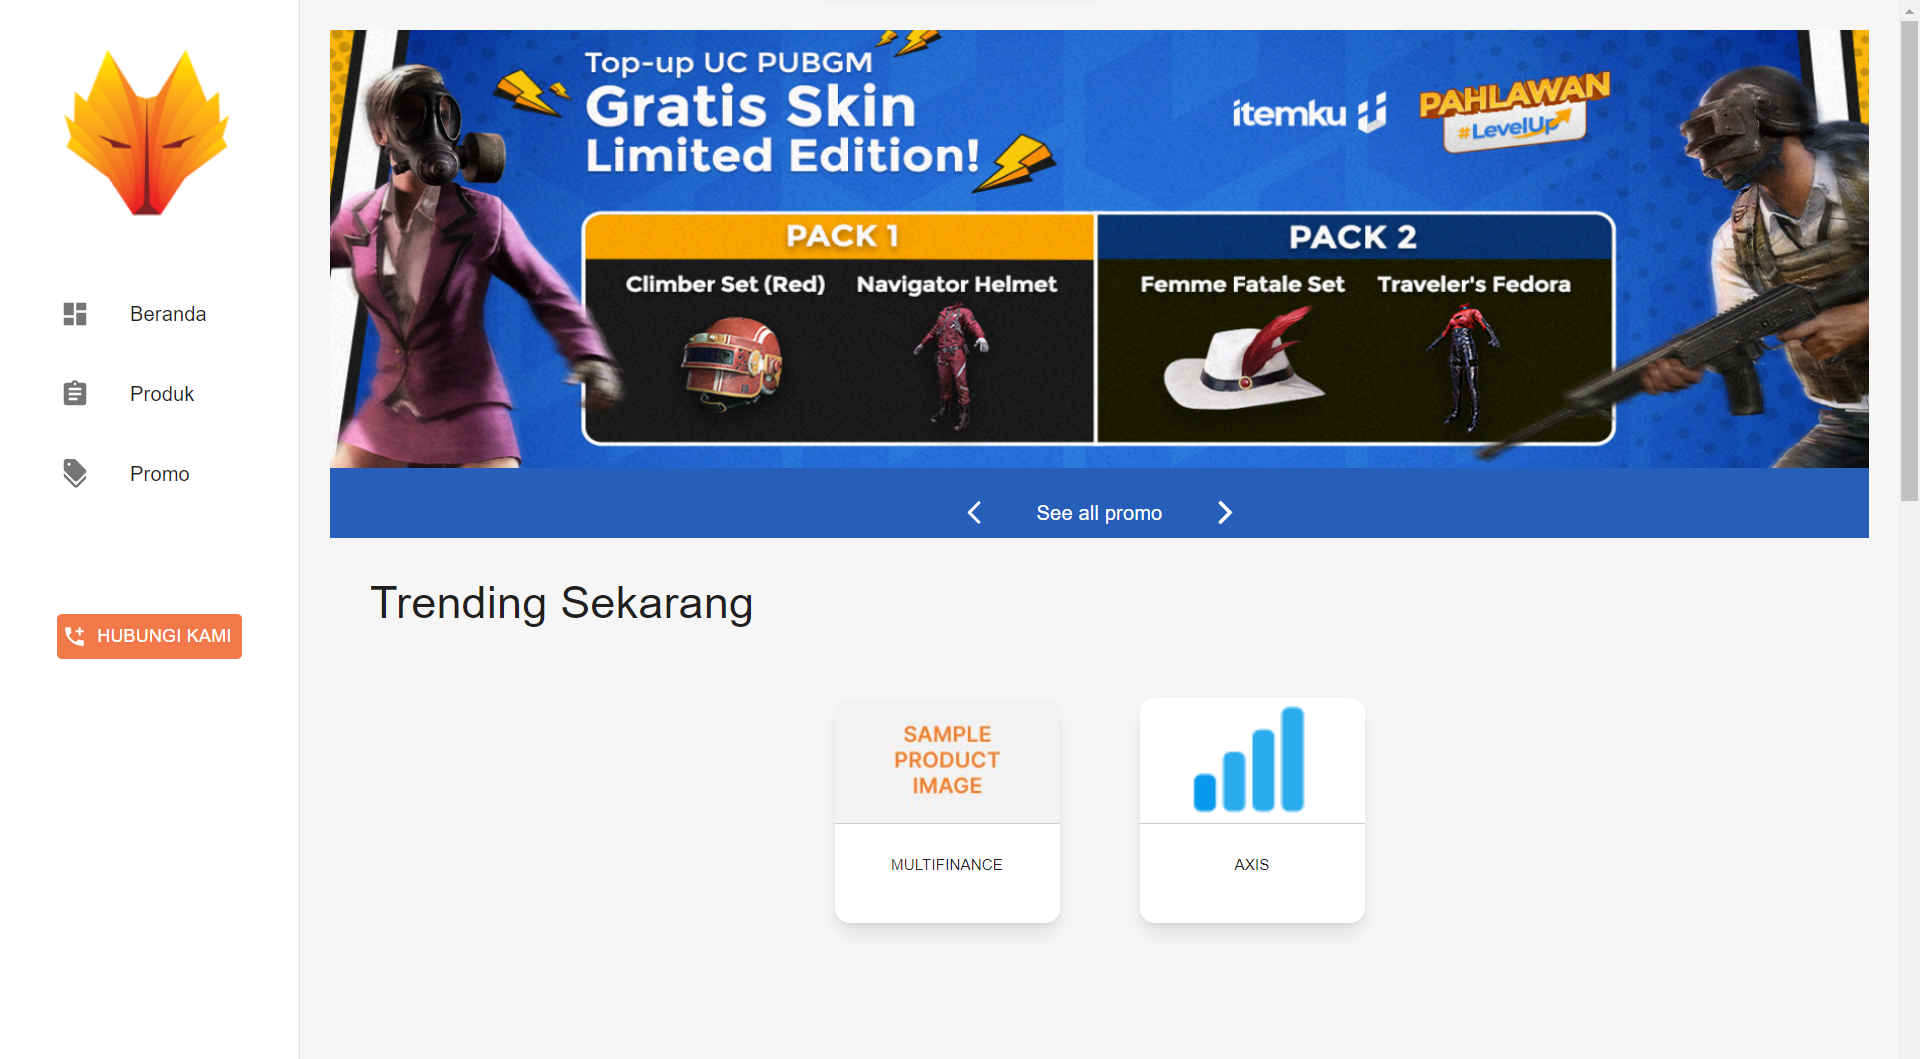 Beranda
Produk
Promo
HUBUNGI KAMI
Top-up UC PUBGM
Gratis Skin
Limited Edition!
itemku
PAHLAWAN
#LevelUp
PACK 1
Climber Set (Red)
Navigator Helmet
PACK 2
Femme Fatale Set
Traveler's Fedora
See all promo
Trending Sekarang
SAMPLE
PRODUCT
IMAGE
MULTIFINANCE
AXIS